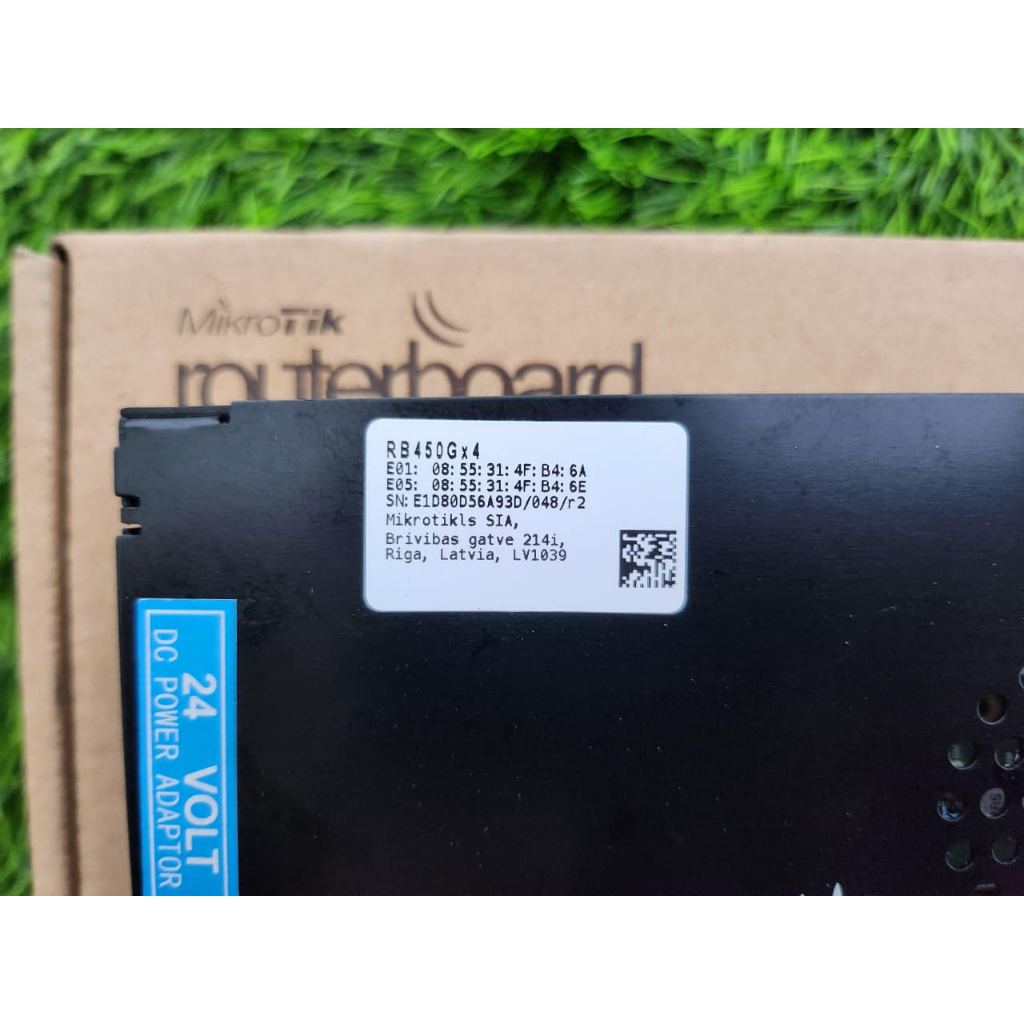 MikroTik
routerboard
RB450Gx4
E01: 08:55:31:4F:B4:6A
E05: 08:55:31:4F:B4:6E
SN:E1D80D56A93D/048/r2
Mikrotikls SIA,
Brivibas gatve 214i,
Riga, Latvia, LV1039
24 VOLT
DC POWER ADAPTOR